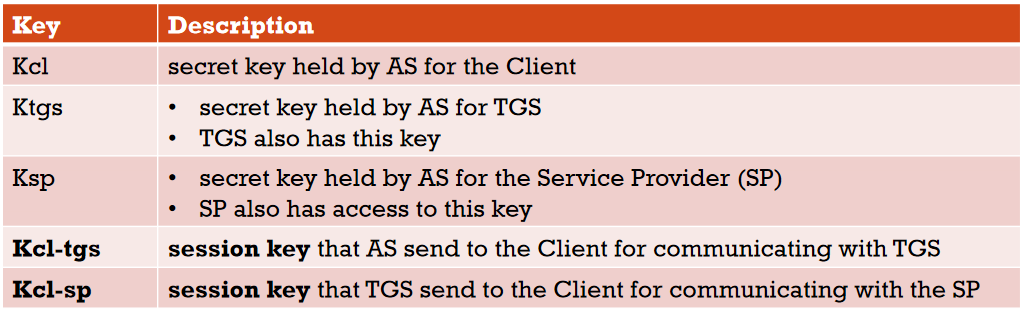 Key Description
Kcl secret key held by AS for the Client
Ktgs • secret key held by AS for TGS
• TGS also has this key
Ksp • secret key held by AS for the Service Provider (SP)
• SP also has access to this key
Kcl-tgs session key that AS send to the Client for communicating with TGS
Kcl-sp session key that TGS send to the Client for communicating with the SP